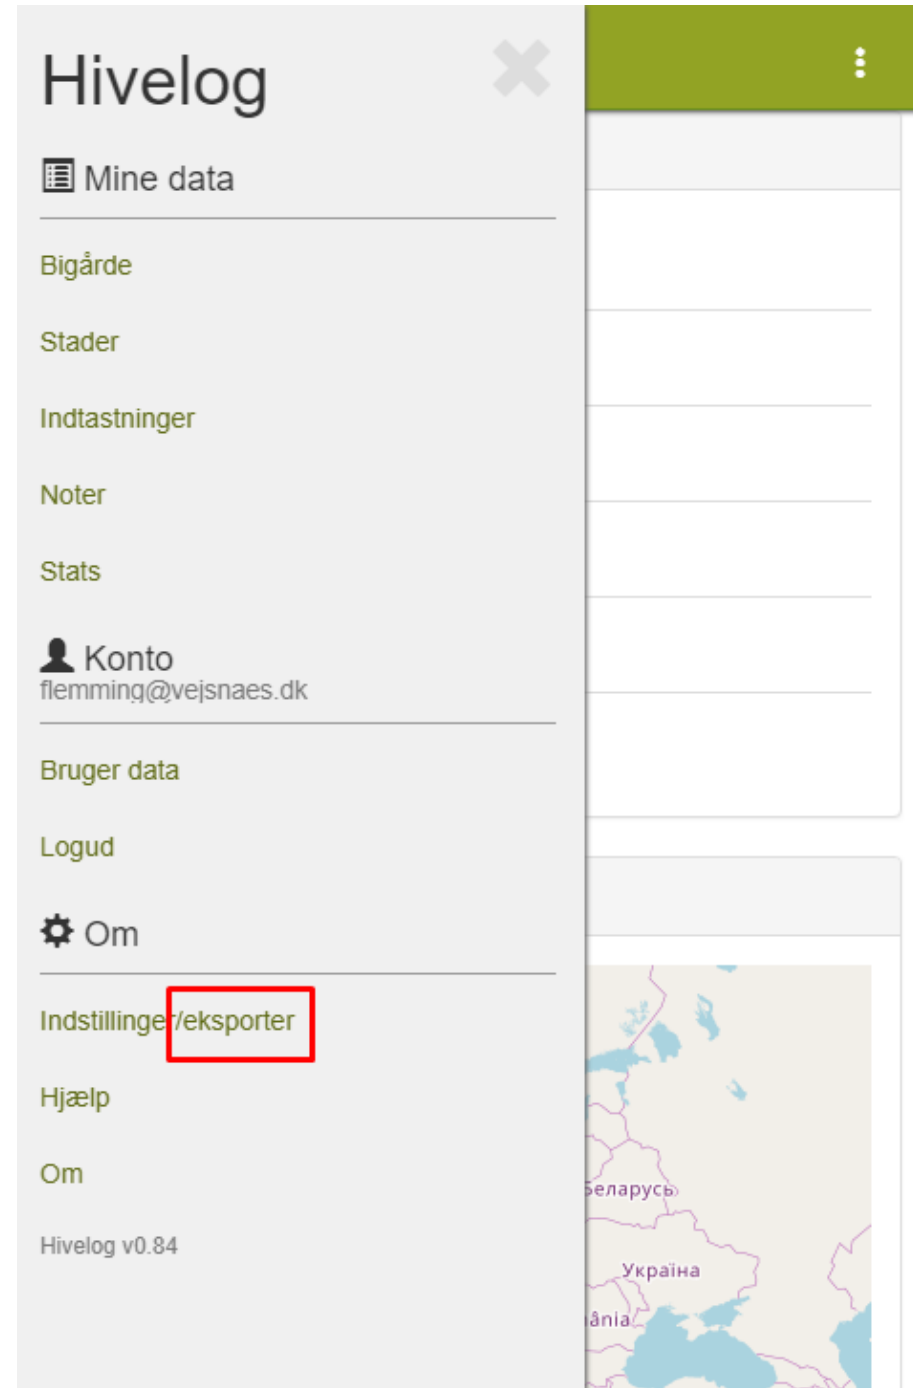 Hivelog
Mine data
Bigårde
Stader
Indtastninger
Noter
Stats
Konto
flemming@vejsnaes.dk
Bruger data
Logud
Om
Indstillinger/eksporter
Hjælp
Om
Hivelog v0.84
Беларусь
Україна
ânia